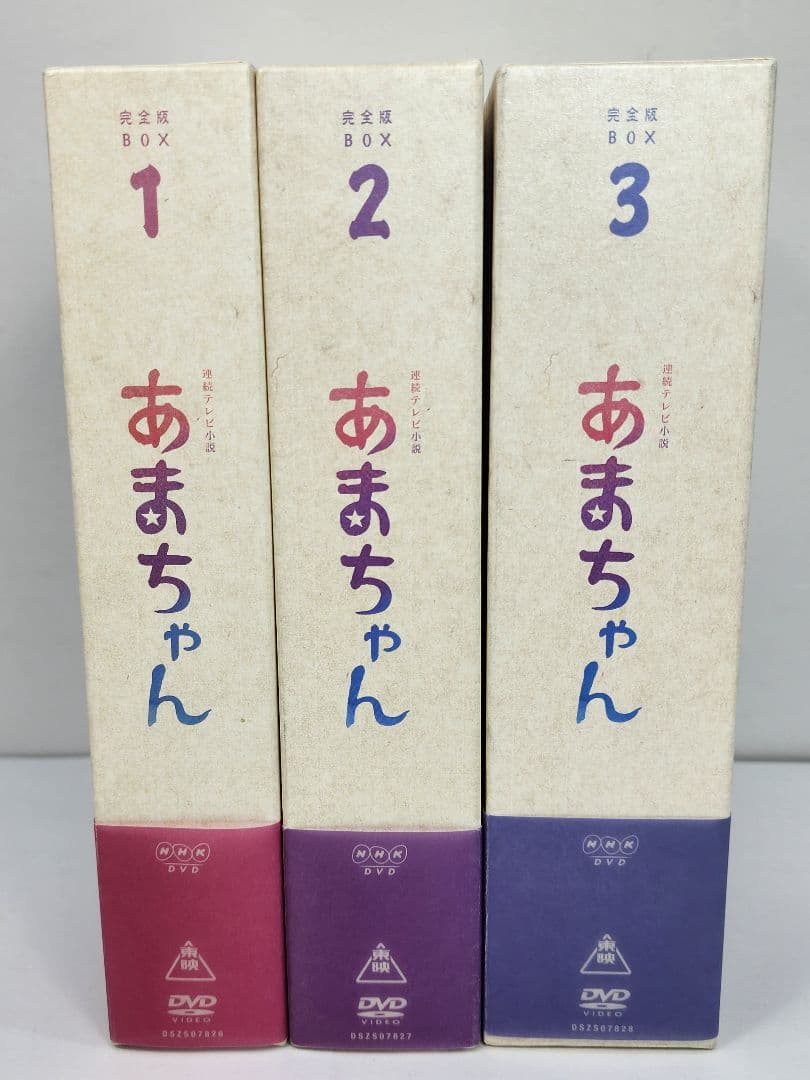 完全版
BOX
1
連続テレビ小説
あまちゃん
NHK
DVD
東映
DVD
VIDEO
DSZS07826
完全版
BOX
2
連続テレビ小説
あまちゃん
NHK
DVD
東映
DVD
VIDEO
DSZS07827
完全版
BOX
3
連続テレビ小説
あまちゃん
NHK
DVD
東映
DVD
VIDEO
DSZS07828